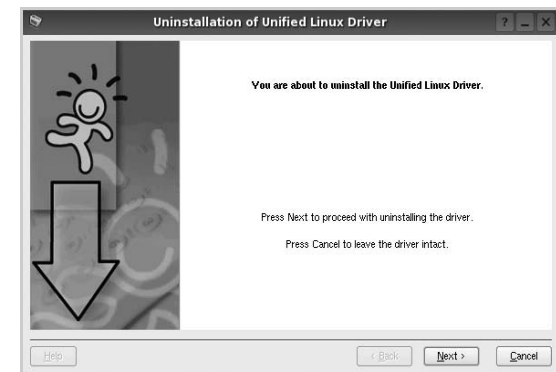 Uninstallation of Unified Linux Driver
You are about to uninstall the Unified Linux Driver.
Press Next to proceed with uninstalling the driver.
Press Cancel to leave the driver intact.
Help
< Back
Next >
Cancel